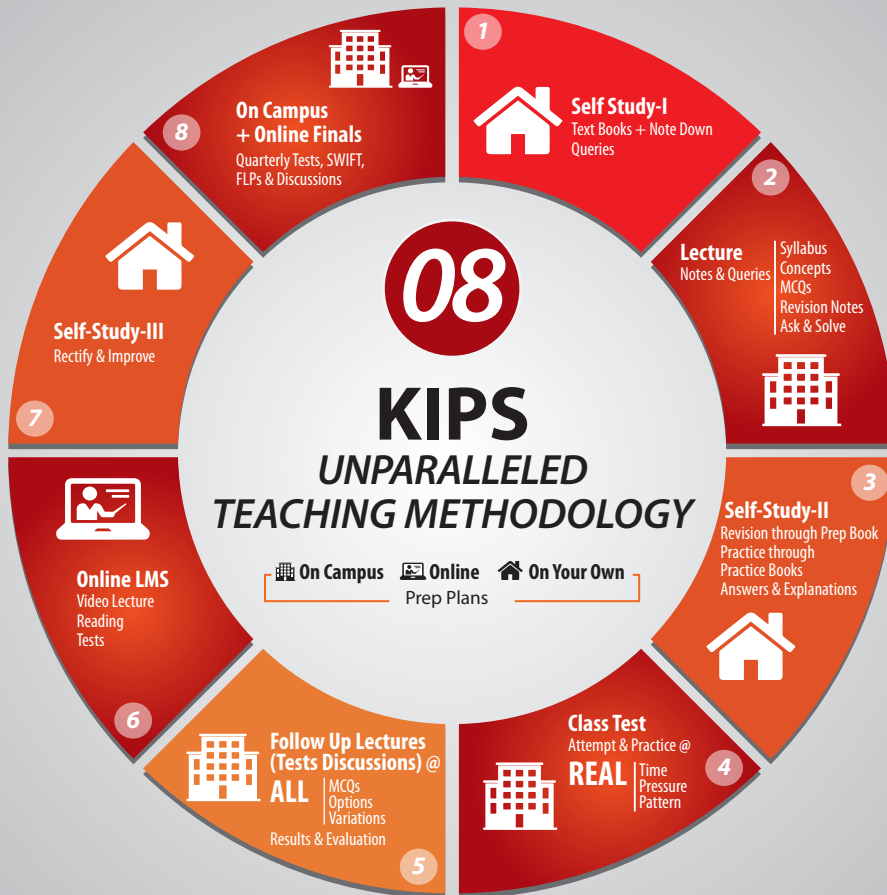 1
Self Study-I
Text Books + Note Down
Queries
2
Lecture
Notes & Queries
Syllabus
Concepts
MCQs
Revision Notes
Ask & Solve
3
Self-Study-II
Revision through Prep Book
Practice through
Practice Books
Answers & Explanations
4
Class Test
Attempt & Practice @
REAL
Time
Pressure
Pattern
5
Follow Up Lectures
(Tests Discussions) @
ALL
MCQs
Options
Variations
Results & Evaluation
6
Online LMS
Video Lecture
Reading
Tests
7
Self-Study-III
Rectify & Improve
8
On Campus
+ Online Finals
Quarterly Tests, SWIFT,
FLPs & Discussions
08
KIPS
UNPARALLELED
TEACHING METHODOLOGY
On Campus Online On Your Own
Prep Plans